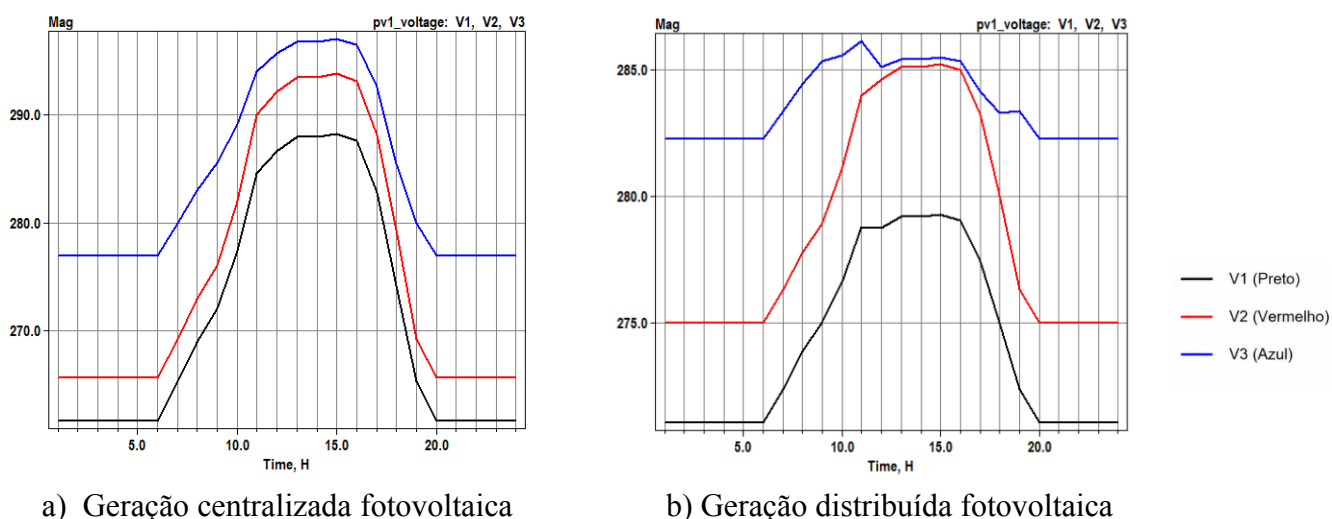 Mag pv1_voltage: V1, V2, V3
290.0
280.0
270.0
5.0 10.0 15.0 20.0
Time, H
a) Geração centralizada fotovoltaica
Mag pv1_voltage: V1, V2, V3
285.0
280.0
275.0
5.0 10.0 15.0 20.0
Time, H
b) Geração distribuída fotovoltaica
V1 (Preto)
V2 (Vermelho)
V3 (Azul)